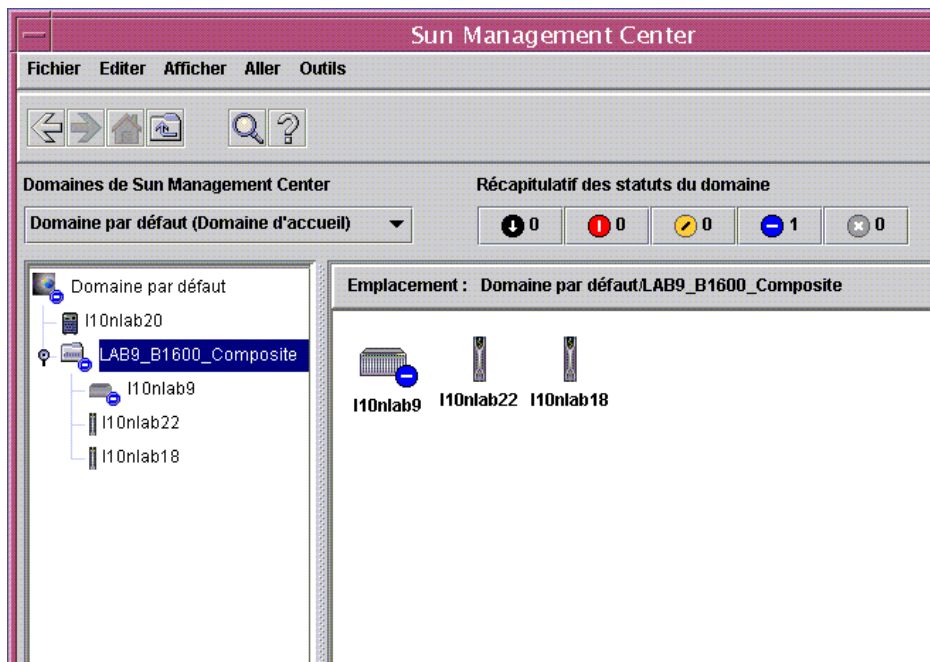 Sun Management Center
Fichier Editer Afficher Aller Outils
Domaines de Sun Management Center
Récapitulatif des statuts du domaine
Domaine par défaut (Domaine d'accueil)
0 0 0 1 0
Domaine par défaut
l10nlab20
LAB9_B1600_Composite
l10nlab9
l10nlab22
l10nlab18
Emplacement : Domaine par défaut/LAB9_B1600_Composite
l10nlab9 l10nlab22 l10nlab18